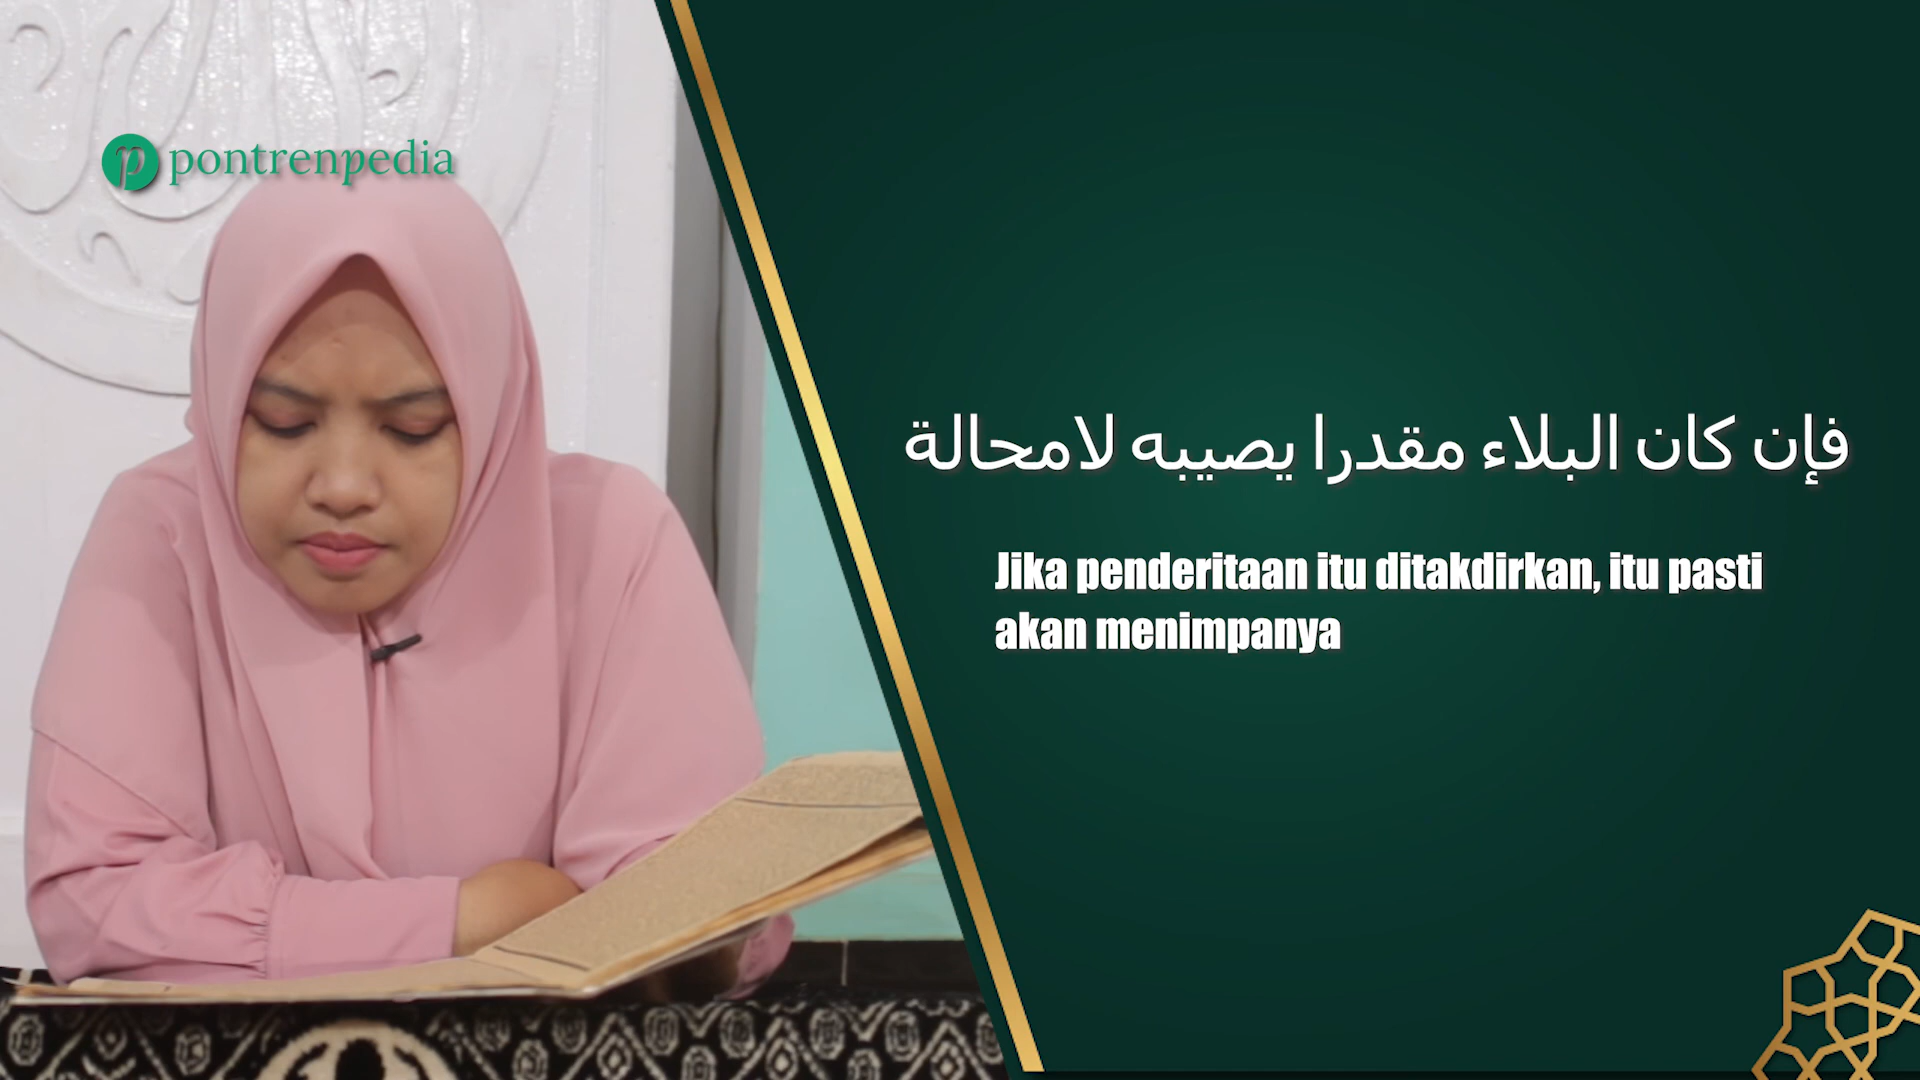 pontrenpedia
فإن كان البلاء مقدرا يصيبه لامحالة
Jika penderitaan itu ditakdirkan, itu pasti
akan menimpanya